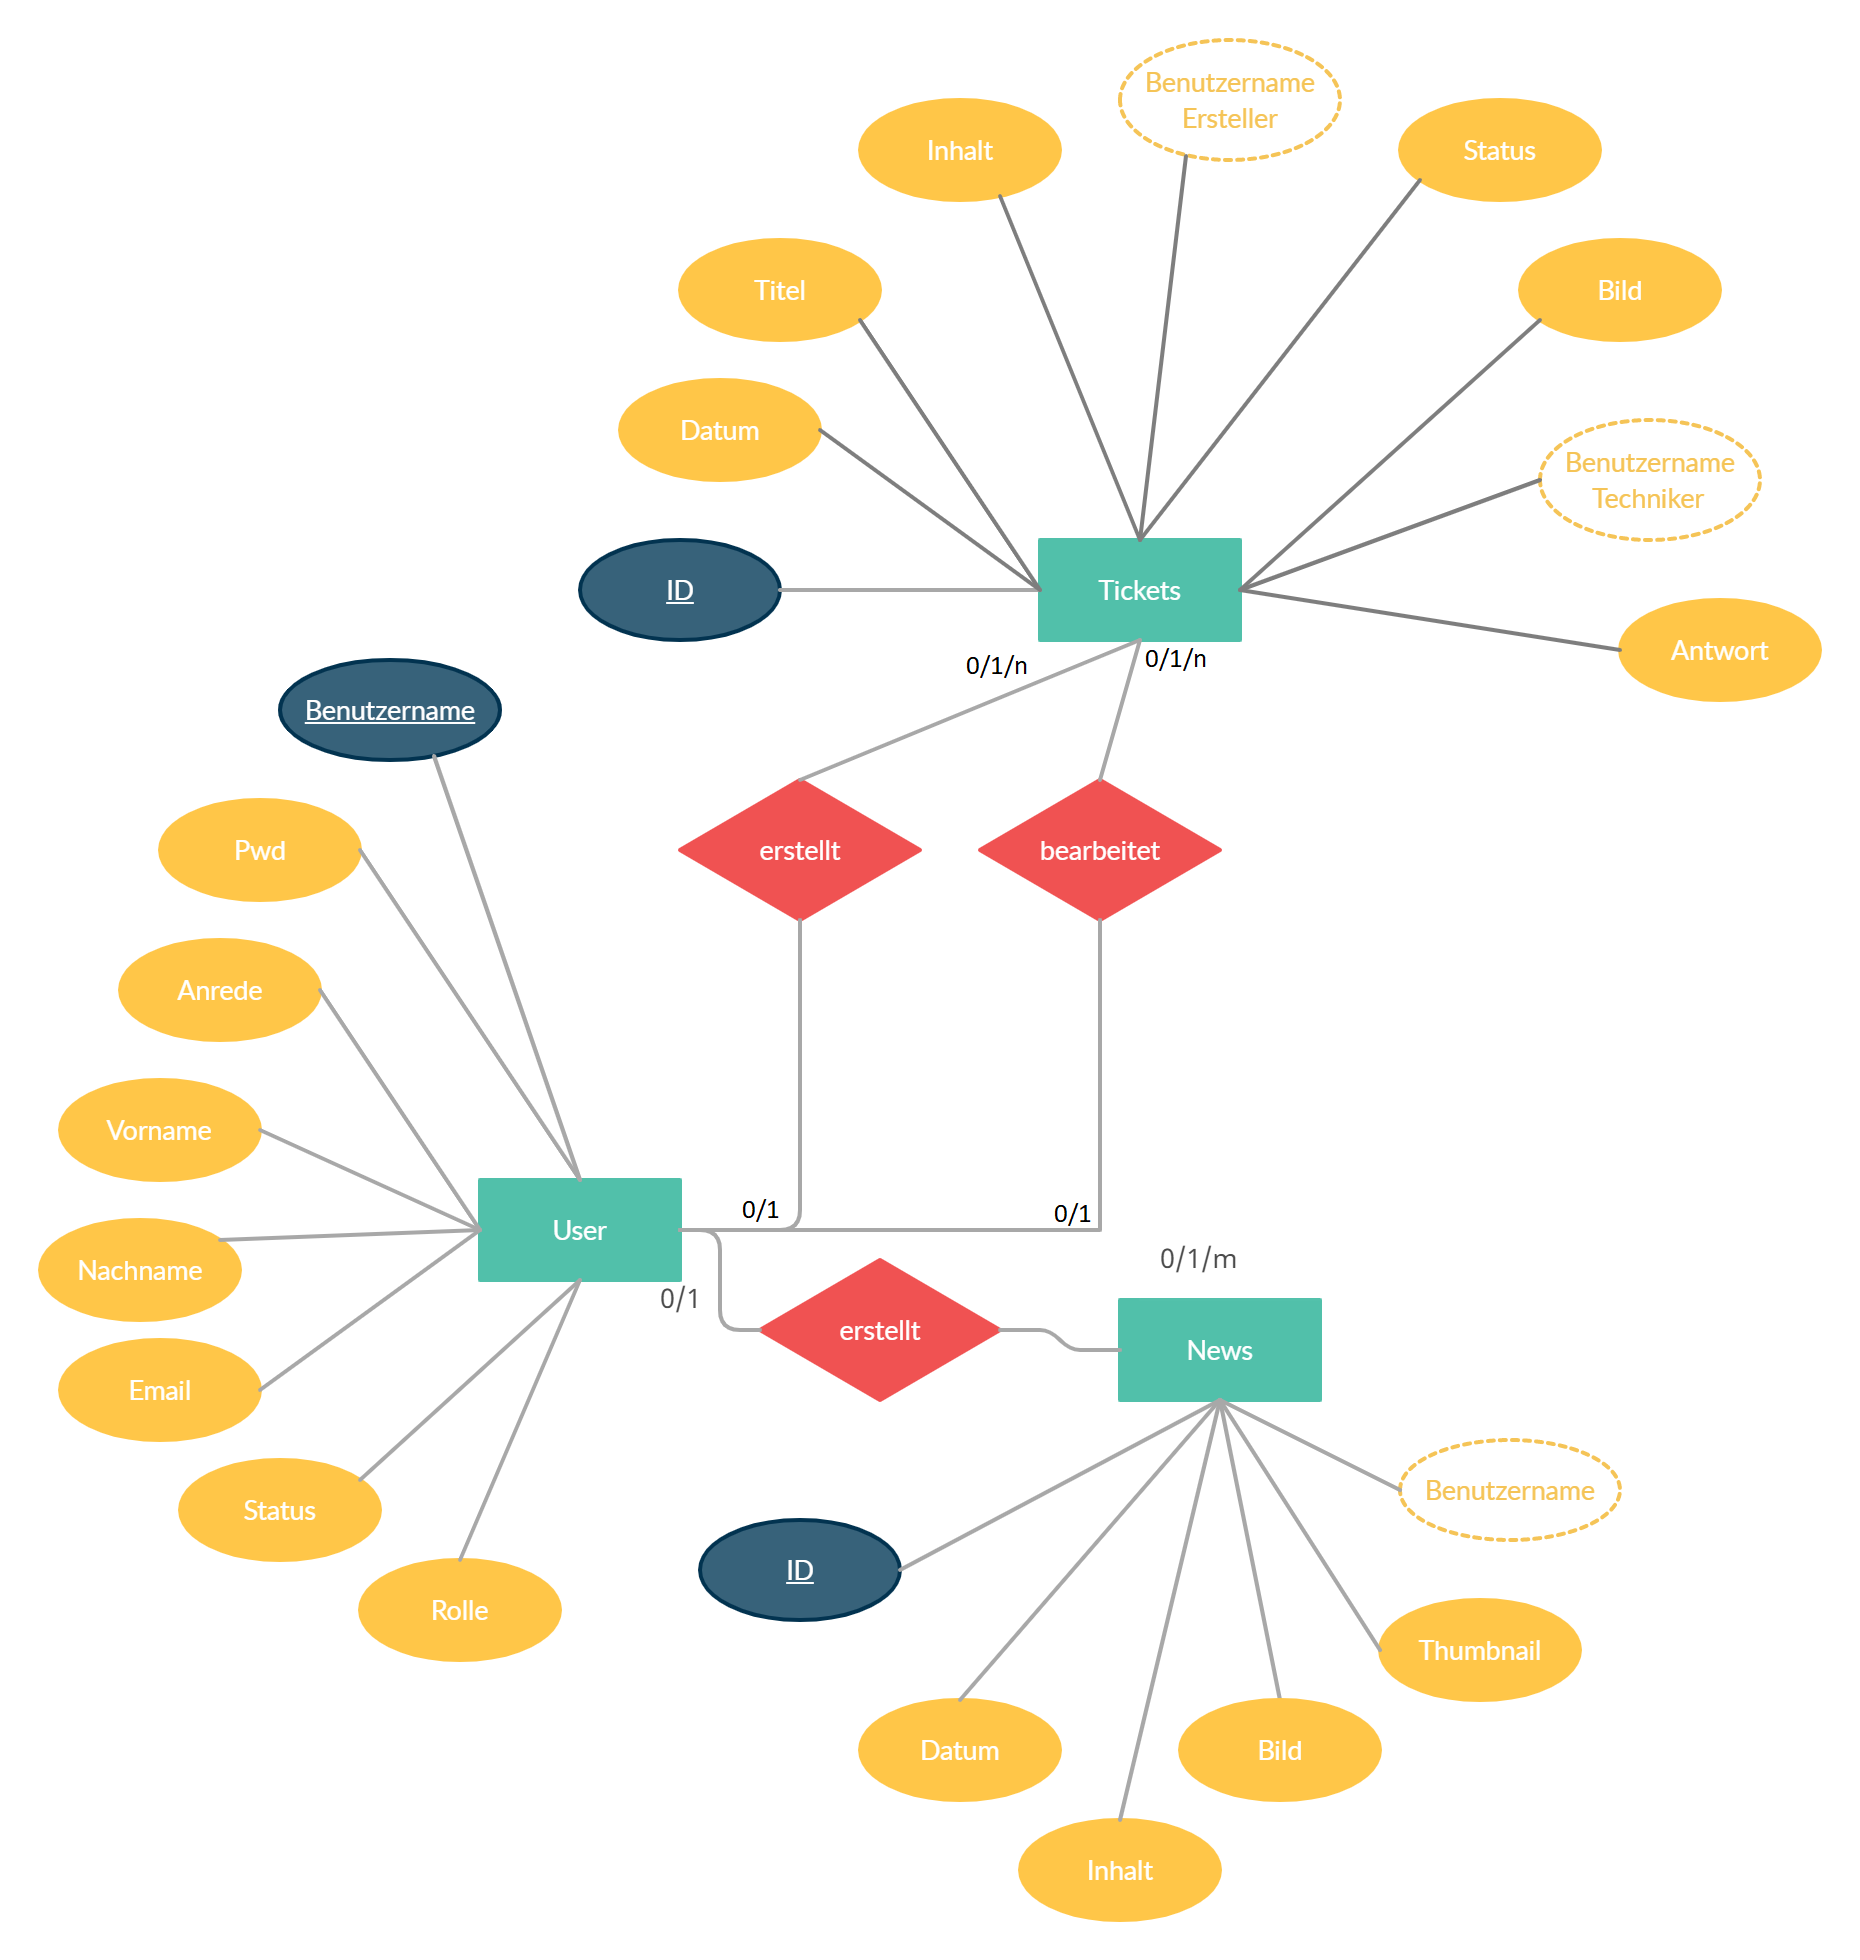 Benutzername
Ersteller
Inhalt
Status
Titel
Bild
Datum
Benutzername
Techniker
ID
Tickets
Antwort
0/1/n
0/1/n
Benutzername
Pwd
erstellt
bearbeitet
Anrede
Vorname
0/1
0/1
User
Nachname
0/1/m
0/1
erstellt
News
Email
Benutzername
Status
ID
Rolle
Thumbnail
Datum
Bild
Inhalt